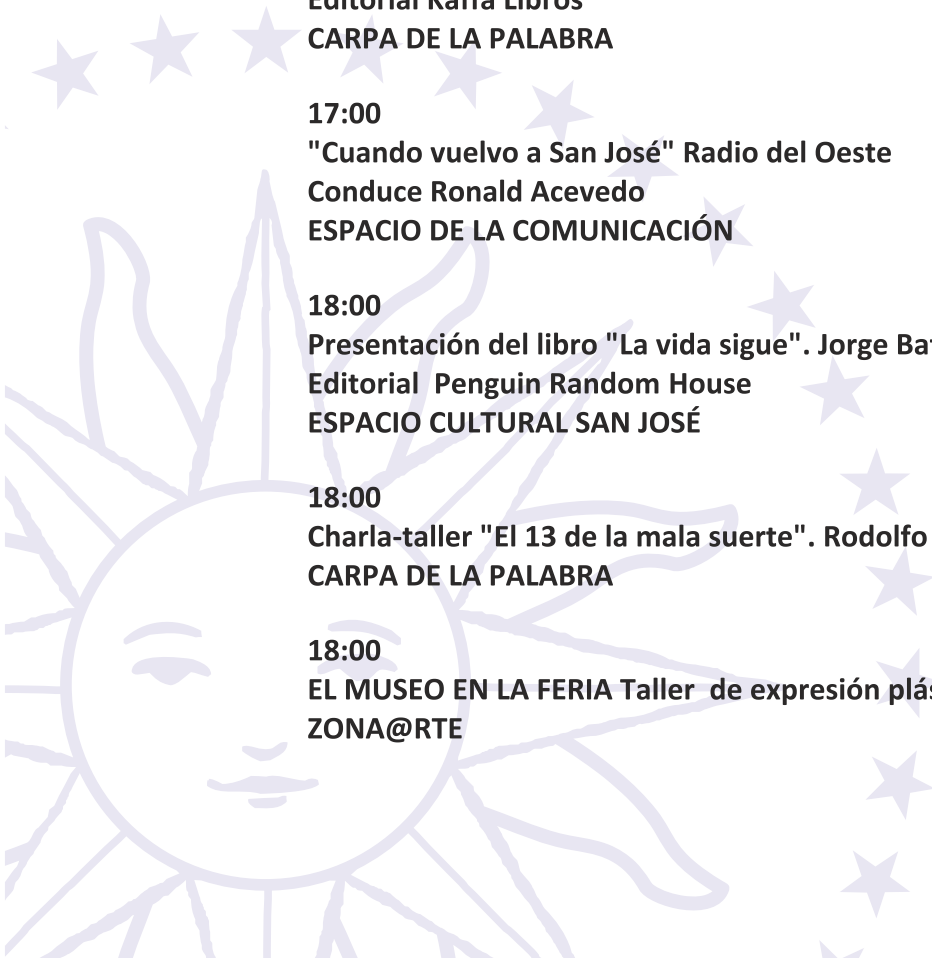 Editorial Raffa Libros
CARPA DE LA PALABRA
17:00
"Cuando vuelvo a San José" Radio del Oeste
Conduce Ronald Acevedo
ESPACIO DE LA COMUNICACIÓN
18:00
Presentación del libro "La vida sigue". Jorge
Editorial  Penguin Random House
ESPACIO CULTURAL SAN JOSÉ
18:00
Charla-taller "El 13 de la mala suerte". Rodolfo
CARPA DE LA PALABRA
18:00
EL MUSEO EN LA FERIA Taller  de expresión
ZONA@RTE